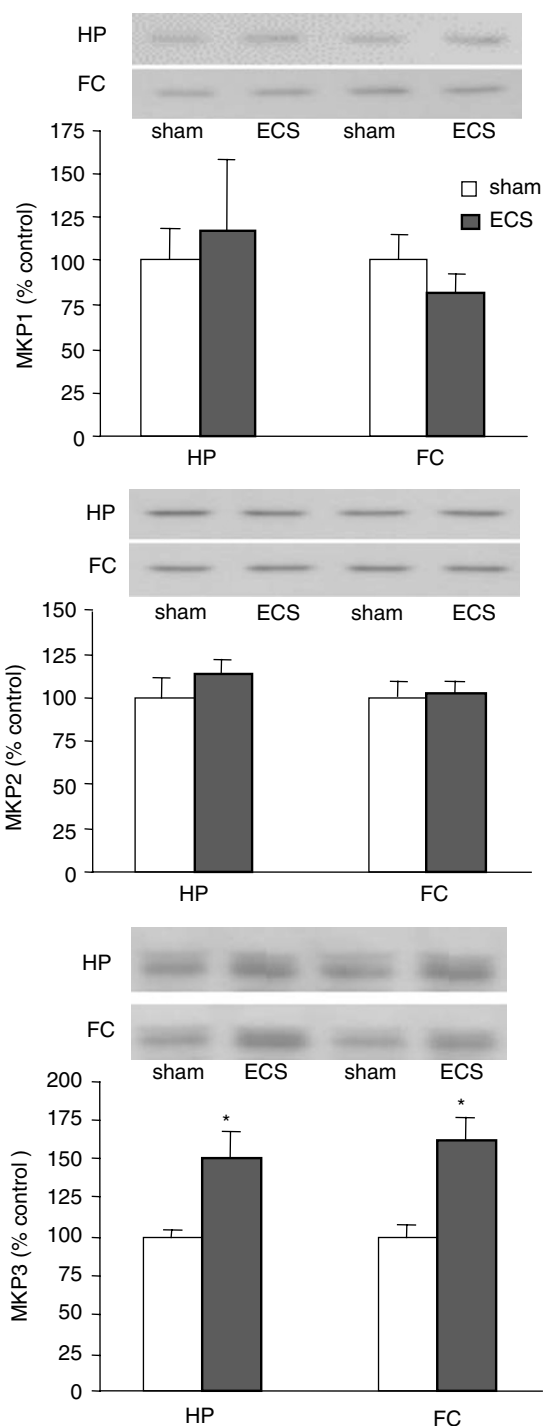 HP
FC
sham ECS sham ECS
175
150
125
100
75
50
25
0
MKP1 (% control)
sham
ECS
HP FC
HP
FC
sham ECS sham ECS
150
125
100
75
50
25
0
MKP2 (% control)
HP FC
HP
FC
sham ECS sham ECS
200
175
150
125
100
75
50
25
0
MKP3 (% control)
* *
HP FC